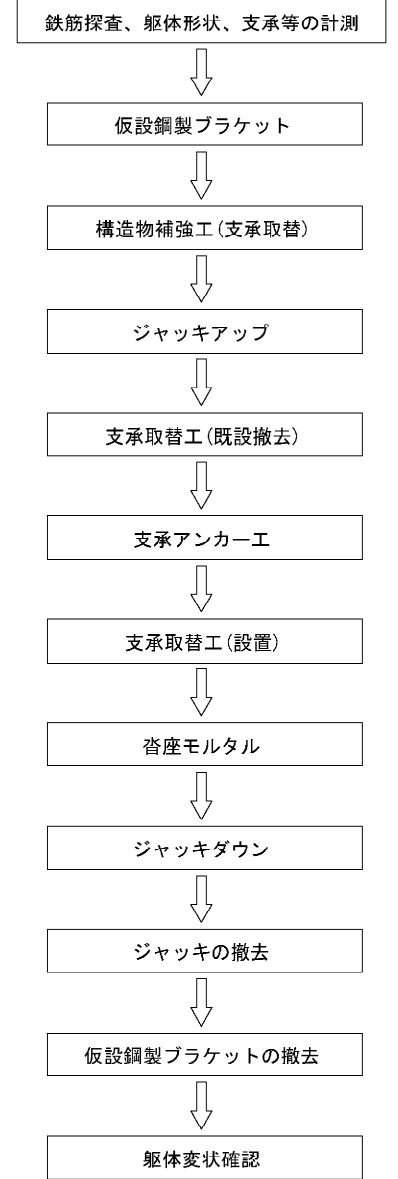 鉄筋探査、躯体形状、支承等の計測
仮設鋼製ブラケット
構造物補強工(支承取替)
ジャッキアップ
支承取替工(既設撤去)
支承アンカー工
支承取替工(設置)
沓座モルタル
ジャッキダウン
ジャッキの撤去
仮設鋼製ブラケットの撤去
躯体変状確認